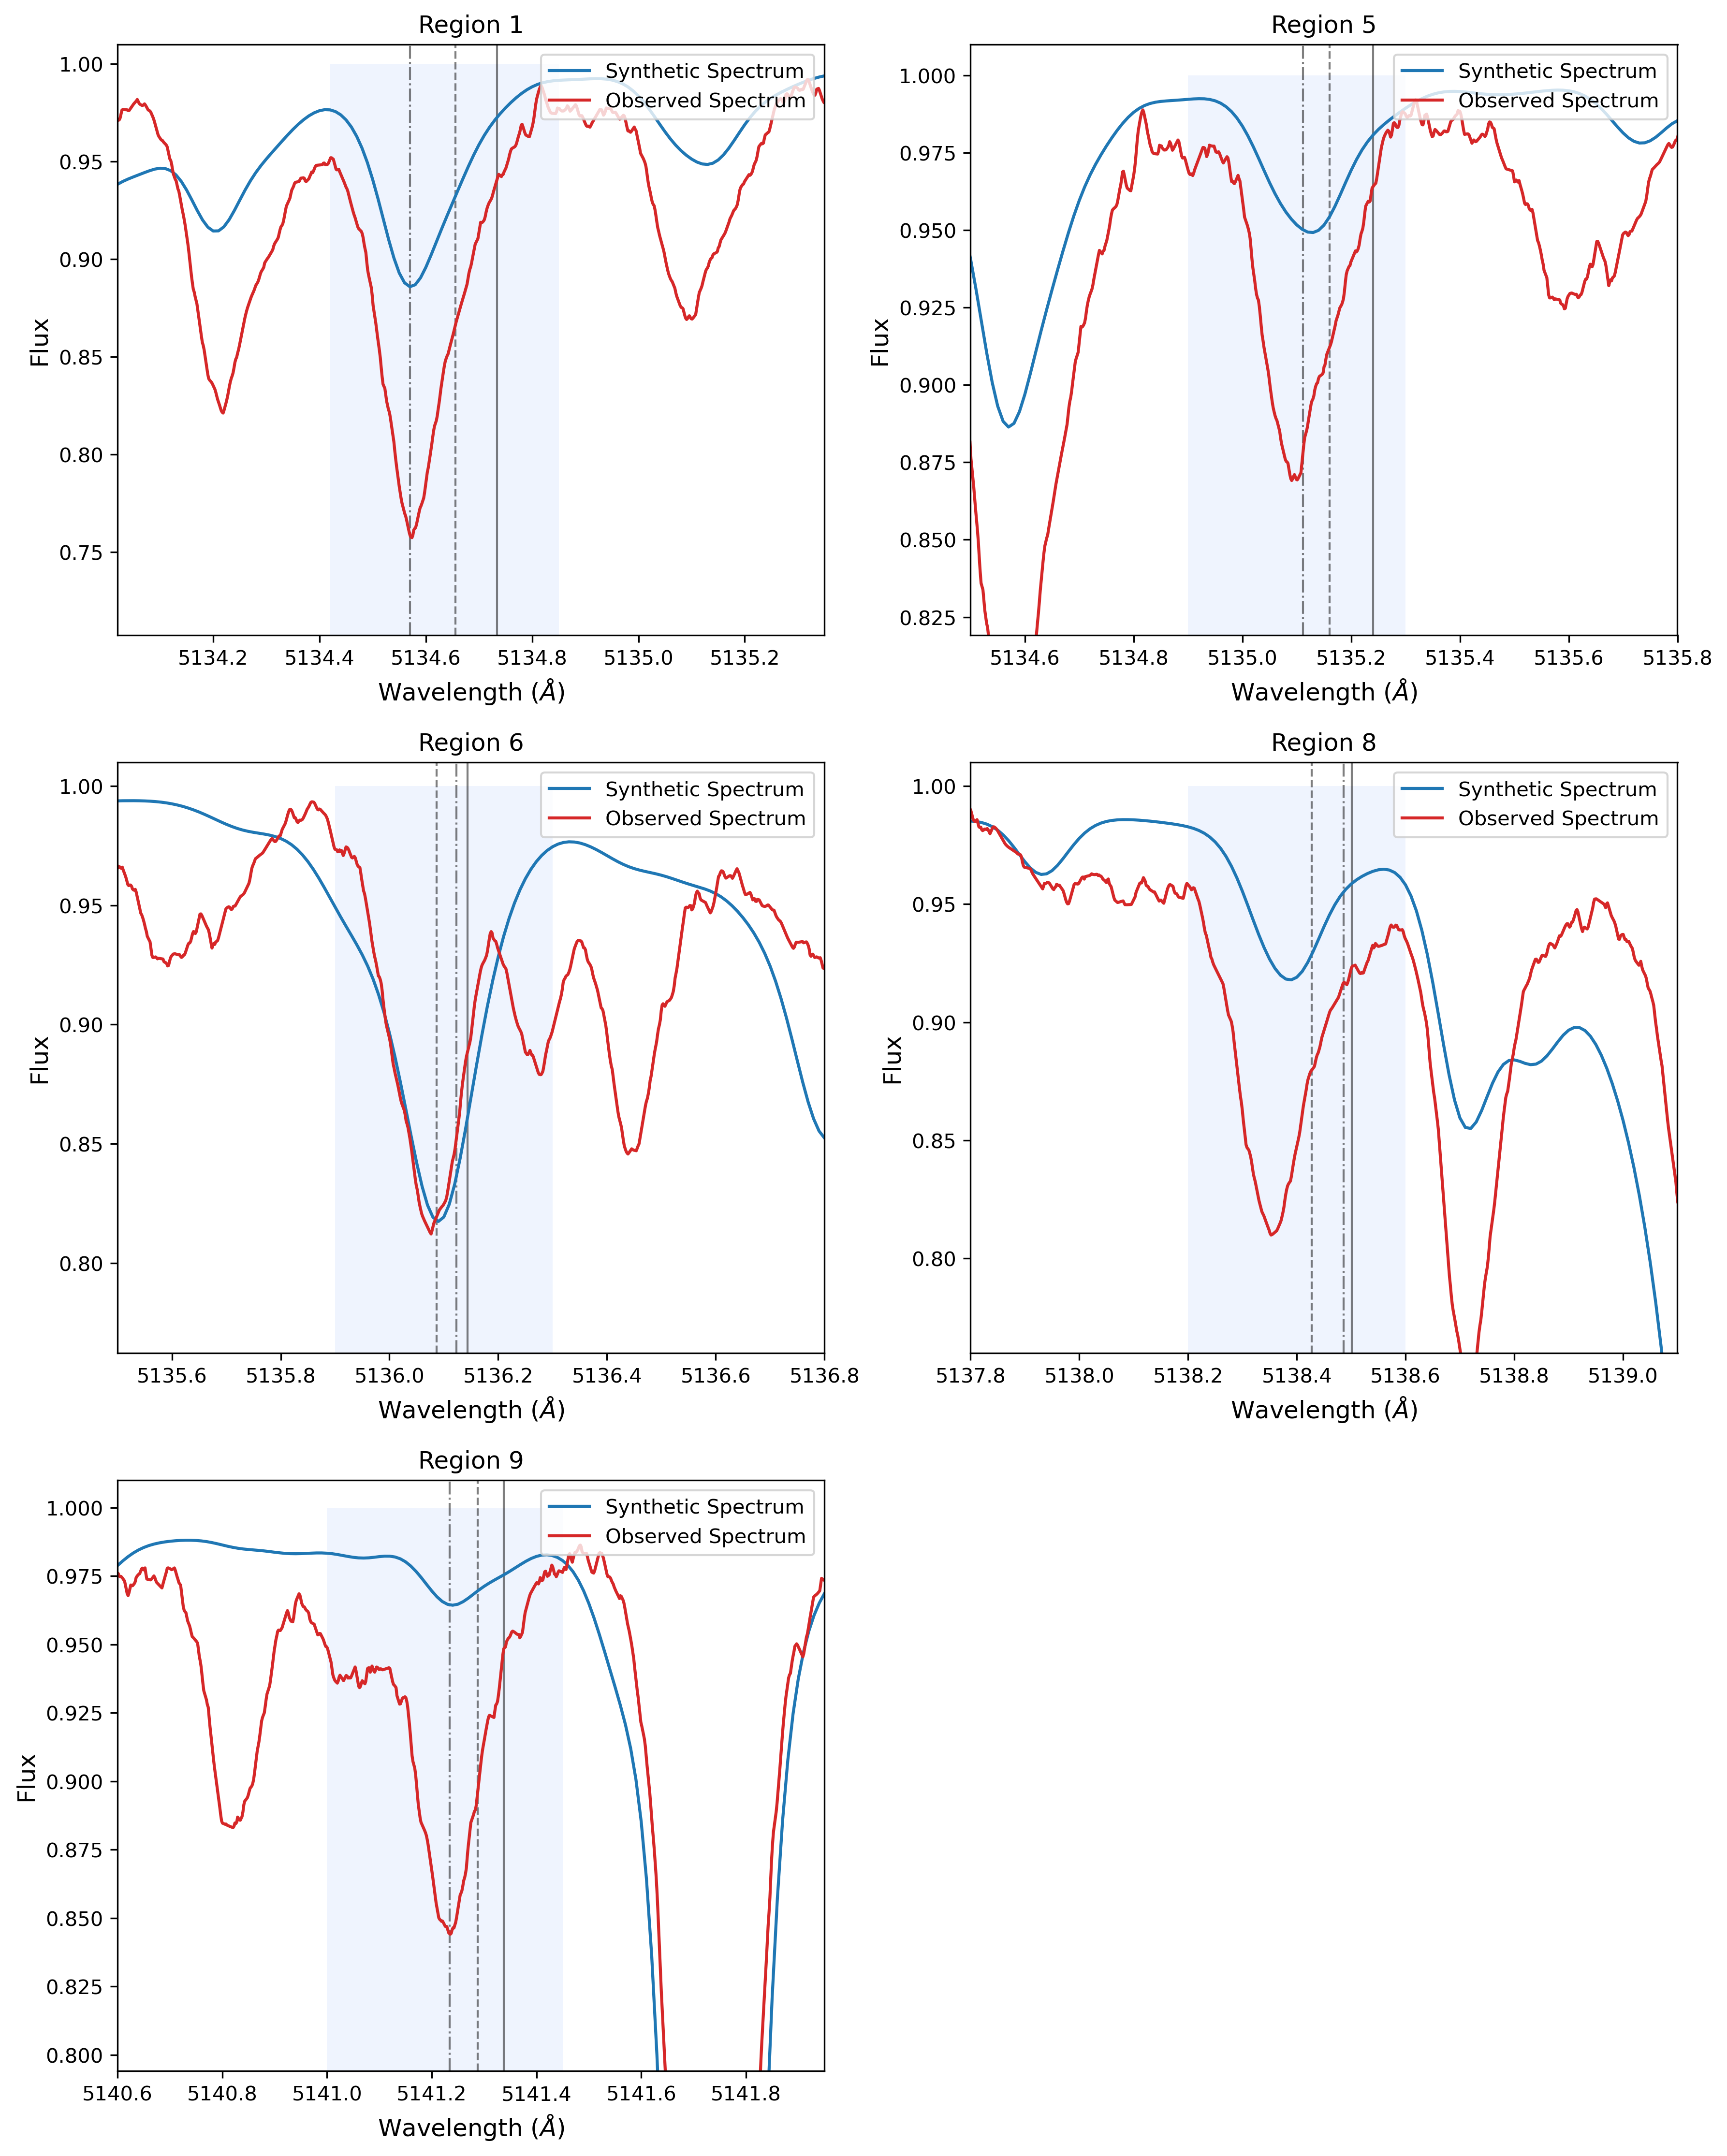 Region 1
Synthetic Spectrum
Observed Spectrum
1.00
0.95
0.90
0.85
0.80
0.75
Flux
5134.2 5134.4 5134.6 5134.8 5135.0 5135.2
Wavelength (Å)
Region 5
Synthetic Spectrum
Observed Spectrum
1.000
0.975
0.950
0.925
0.900
0.875
0.850
0.825
Flux
5134.6 5134.8 5135.0 5135.2 5135.4 5135.6 5135.8
Wavelength (Å)
Region 6
Synthetic Spectrum
Observed Spectrum
1.00
0.95
0.90
0.85
0.80
Flux
5135.6 5135.8 5136.0 5136.2 5136.4 5136.6 5136.8
Wavelength (Å)
Region 8
Synthetic Spectrum
Observed Spectrum
1.00
0.95
0.90
0.85
0.80
Flux
5137.8 5138.0 5138.2 5138.4 5138.6 5138.8 5139.0
Wavelength (Å)
Region 9
Synthetic Spectrum
Observed Spectrum
1.000
0.975
0.950
0.925
0.900
0.875
0.850
0.825
0.800
Flux
5140.6 5140.8 5141.0 5141.2 5141.4 5141.6 5141.8
Wavelength (Å)